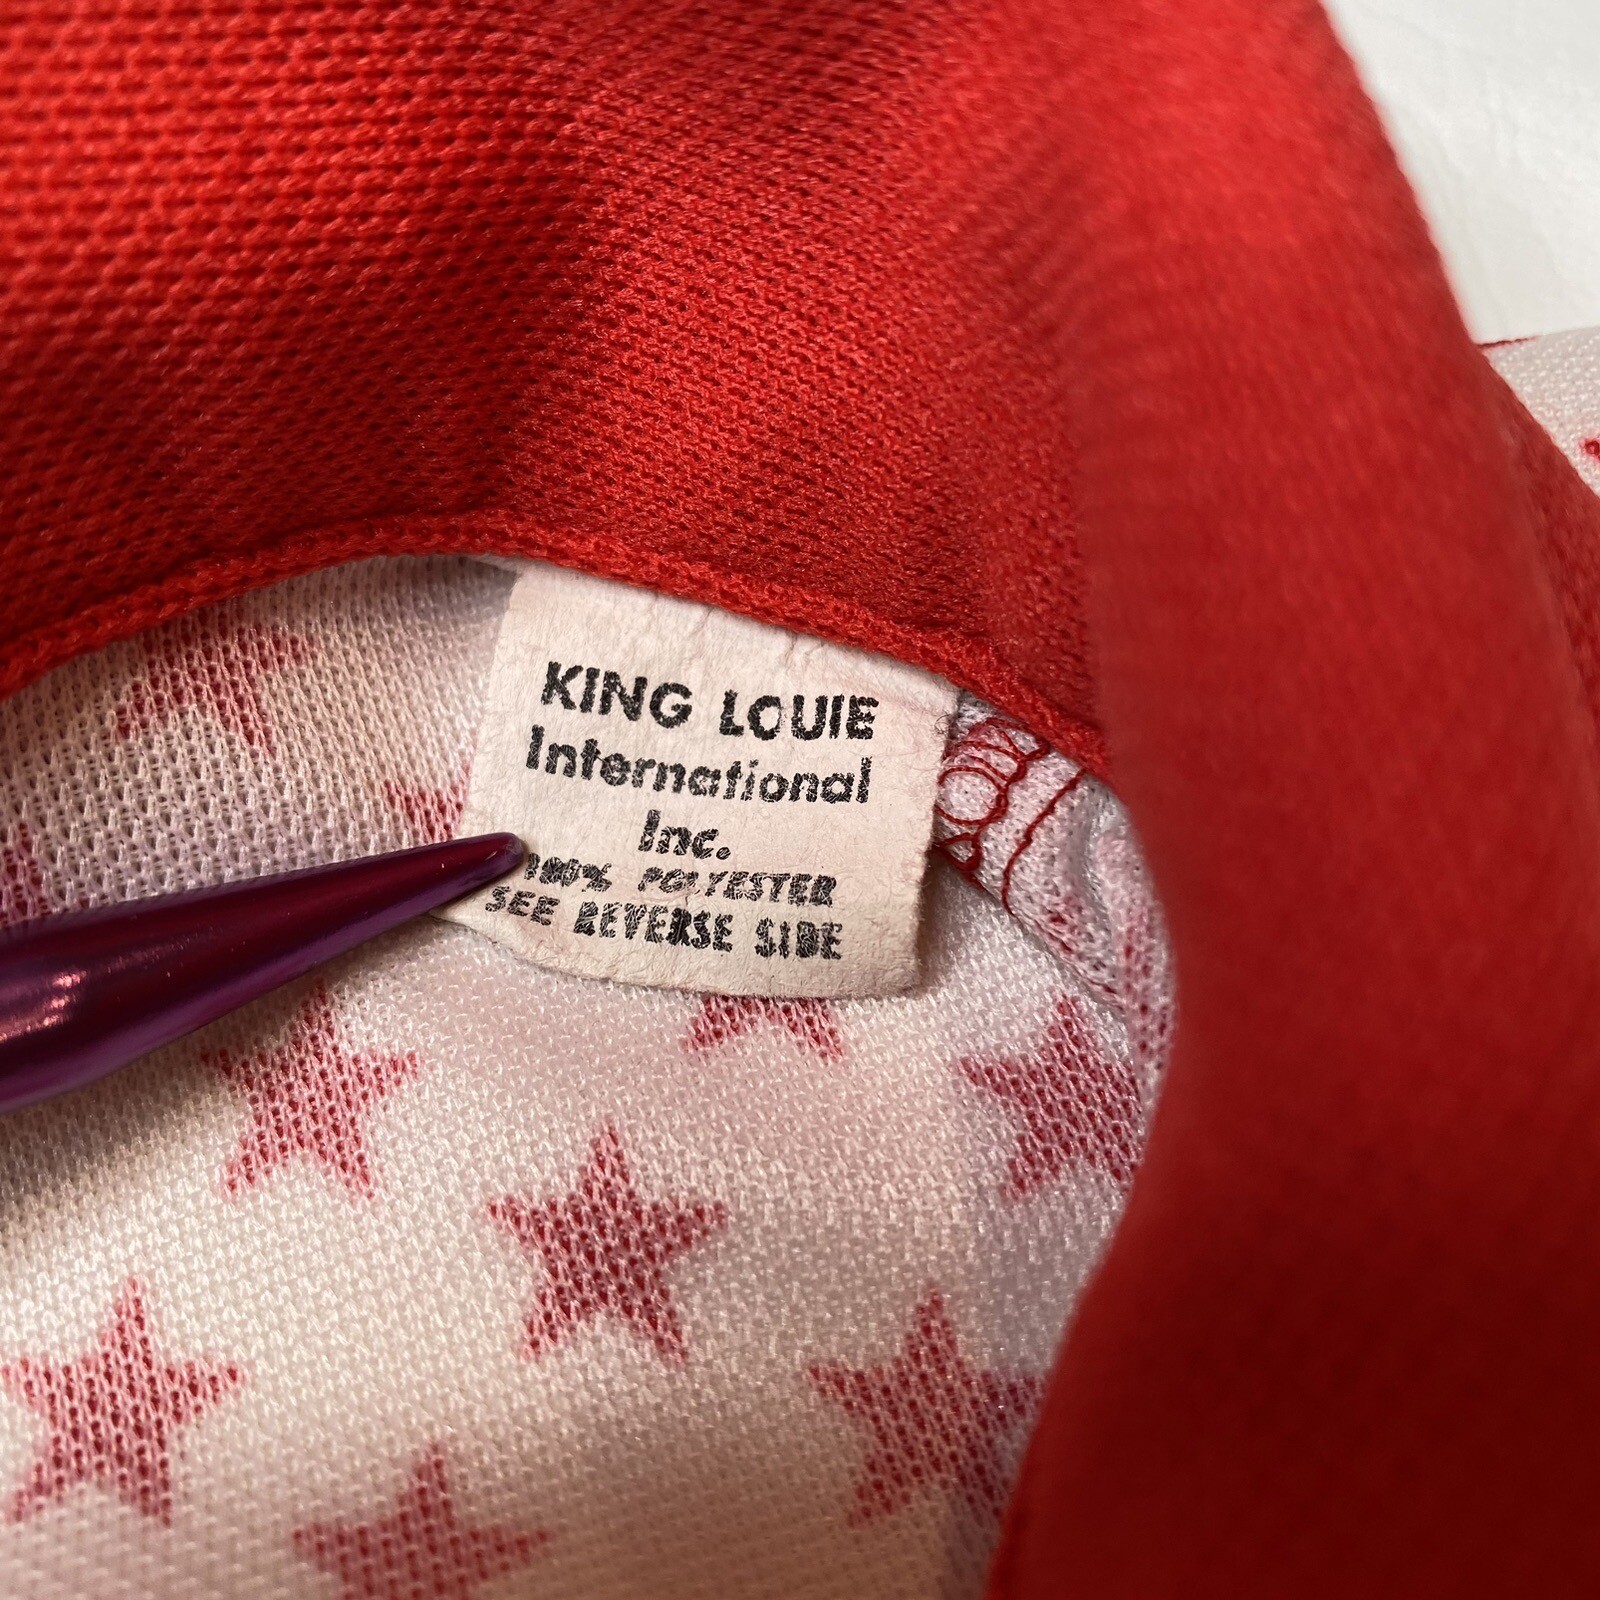 KING LOUIE
International
Inc.
100% POLYESTER
SEE REVERSE SIDE